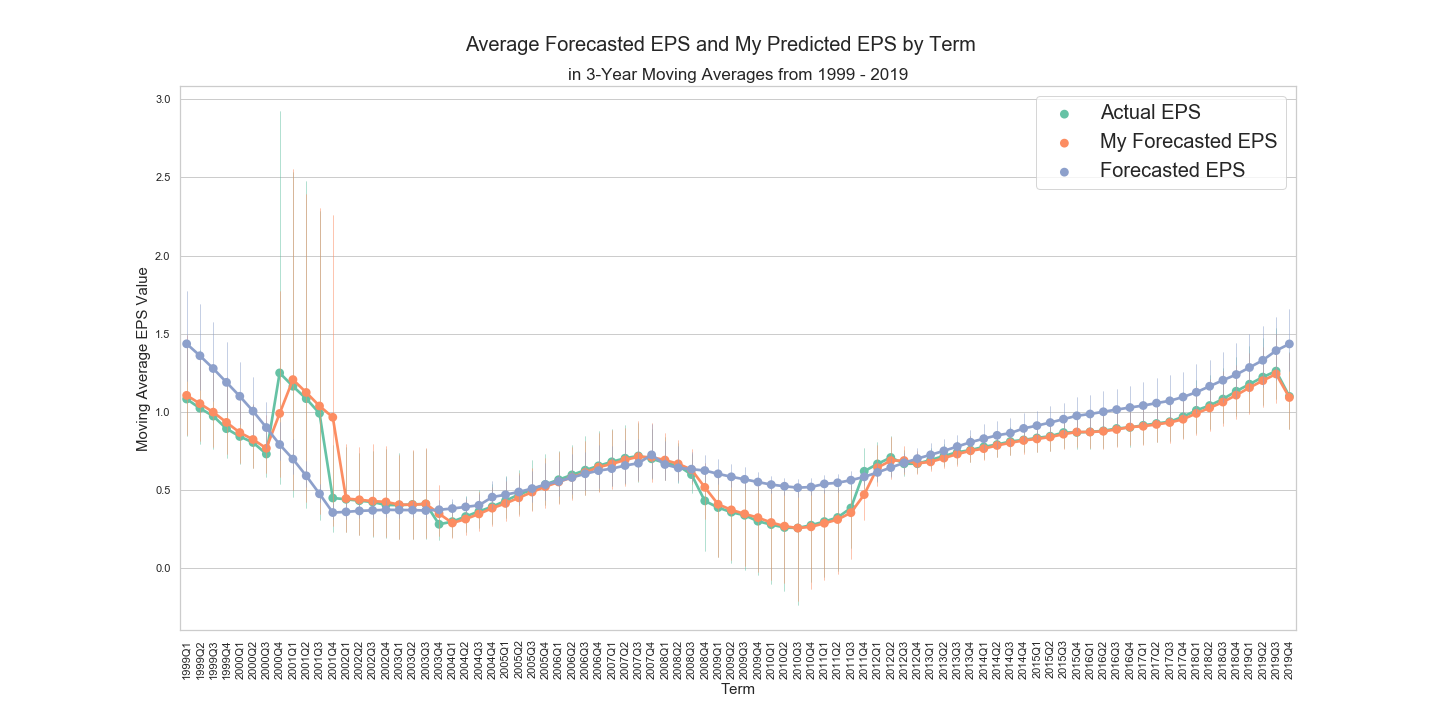 Average Forecasted EPS and My Predicted EPS by Term
in 3-Year Moving Averages from 1999 - 2019
Actual EPS
My Forecasted EPS
Forecasted EPS
Moving Average EPS Value
3.0
2.5
2.0
1.5
1.0
0.5
0.0
1999Q1
1999Q2
1999Q3
1999Q4
2000Q1
2000Q2
2000Q3
2000Q4
2001Q1
2001Q2
2001Q3
2001Q4
2002Q1
2002Q2
2002Q3
2002Q4
2003Q1
2003Q2
2003Q3
2003Q4
2004Q1
2004Q2
2004Q3
2004Q4
2005Q1
2005Q2
2005Q3
2005Q4
2006Q1
2006Q2
2006Q3
2006Q4
2007Q1
2007Q2
2007Q3
2007Q4
2008Q1
2008Q2
2008Q3
2008Q4
2009Q1
2009Q2
2009Q3
2009Q4
2010Q1
2010Q2
2010Q3
2010Q4
2011Q1
2011Q2
2011Q3
2011Q4
2012Q1
2012Q2
2012Q3
2012Q4
2013Q1
2013Q2
2013Q3
2013Q4
2014Q1
2014Q2
2014Q3
2014Q4
2015Q1
2015Q2
2015Q3
2015Q4
2016Q1
2016Q2
2016Q3
2016Q4
2017Q1
2017Q2
2017Q3
2017Q4
2018Q1
2018Q2
2018Q3
2018Q4
2019Q1
2019Q2
2019Q3
2019Q4
Term